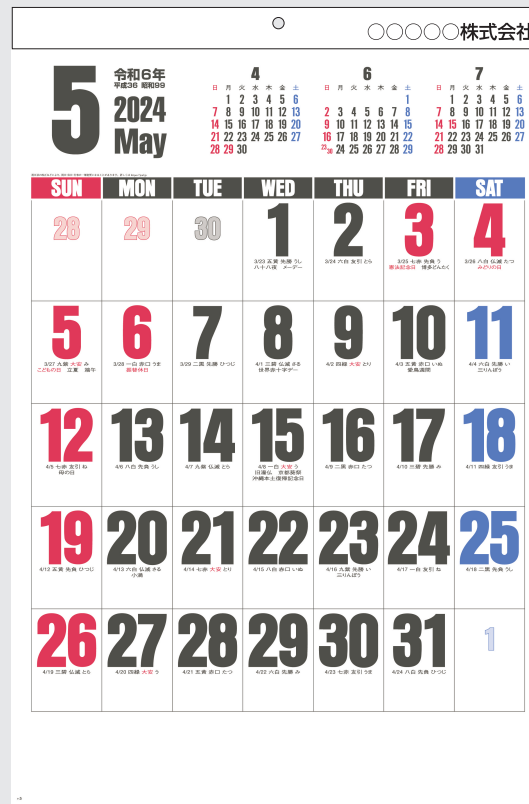 ○○○○○株式会社
5
令和6年
平成36 昭和99
2024
May
4
日 月 火 水 木 金 土
1 2 3 4 5 6
7 8 9 10 11 12 13
14 15 16 17 18 19 20
21 22 23 24 25 26 27
28 29 30
6
日 月 火 水 木 金 土
1
2 3 4 5 6 7 8
9 10 11 12 13 14 15
16 17 18 19 20 21 22
23/30 24 25 26 27 28 29
7
日 月 火 水 木 金 土
1 2 3 4 5 6
7 8 9 10 11 12 13
14 15 16 17 18 19 20
21 22 23 24 25 26 27
28 29 30 31
SUN MON TUE WED THU FRI SAT
28 29 30 1 2 3 4
3/23 五黄 先勝 うし
八十八夜 メーデー
3/24 六白 友引 とら
3/25 七赤 先負 う
憲法記念日 博多どんたく
3/26 八白 仏滅 たつ
みどりの日
5 6 7 8 9 10 11
3/27 九紫 大安 み
こどもの日 立夏 端午
3/28 一白 赤口 うま
振替休日
3/29 二黒 先勝 ひつじ
4/1 三碧 仏滅 さる
世界赤十字デー
4/2 四緑 大安 とり
4/3 五黄 赤口 いぬ
愛鳥週間
4/4 六白 先勝 い
三りんぼう
12 13 14 15 16 17 18
4/5 七赤 友引 ね
母の日
4/6 八白 先負 うし
4/7 九紫 仏滅 とら
4/8 一白 大安 う
旧灌仏 京都葵祭
沖縄本土復帰記念日
4/9 二黒 赤口 たつ
4/10 三碧 先勝 み
4/11 四緑 友引 うま
19 20 21 22 23 24 25
4/12 五黄 先負 ひつじ
4/13 六白 仏滅 さる
小満
4/14 七赤 大安 とり
4/15 八白 赤口 いぬ
4/16 九紫 先勝 い
三りんぼう
4/17 一白 友引 ね
4/18 二黒 先負 うし
26 27 28 29 30 31 1
4/19 三碧 仏滅 とら
4/20 四緑 大安 う
4/21 五黄 赤口 たつ
4/22 六白 先勝 み
4/23 七赤 友引 うま
4/24 八白 先負 ひつじ